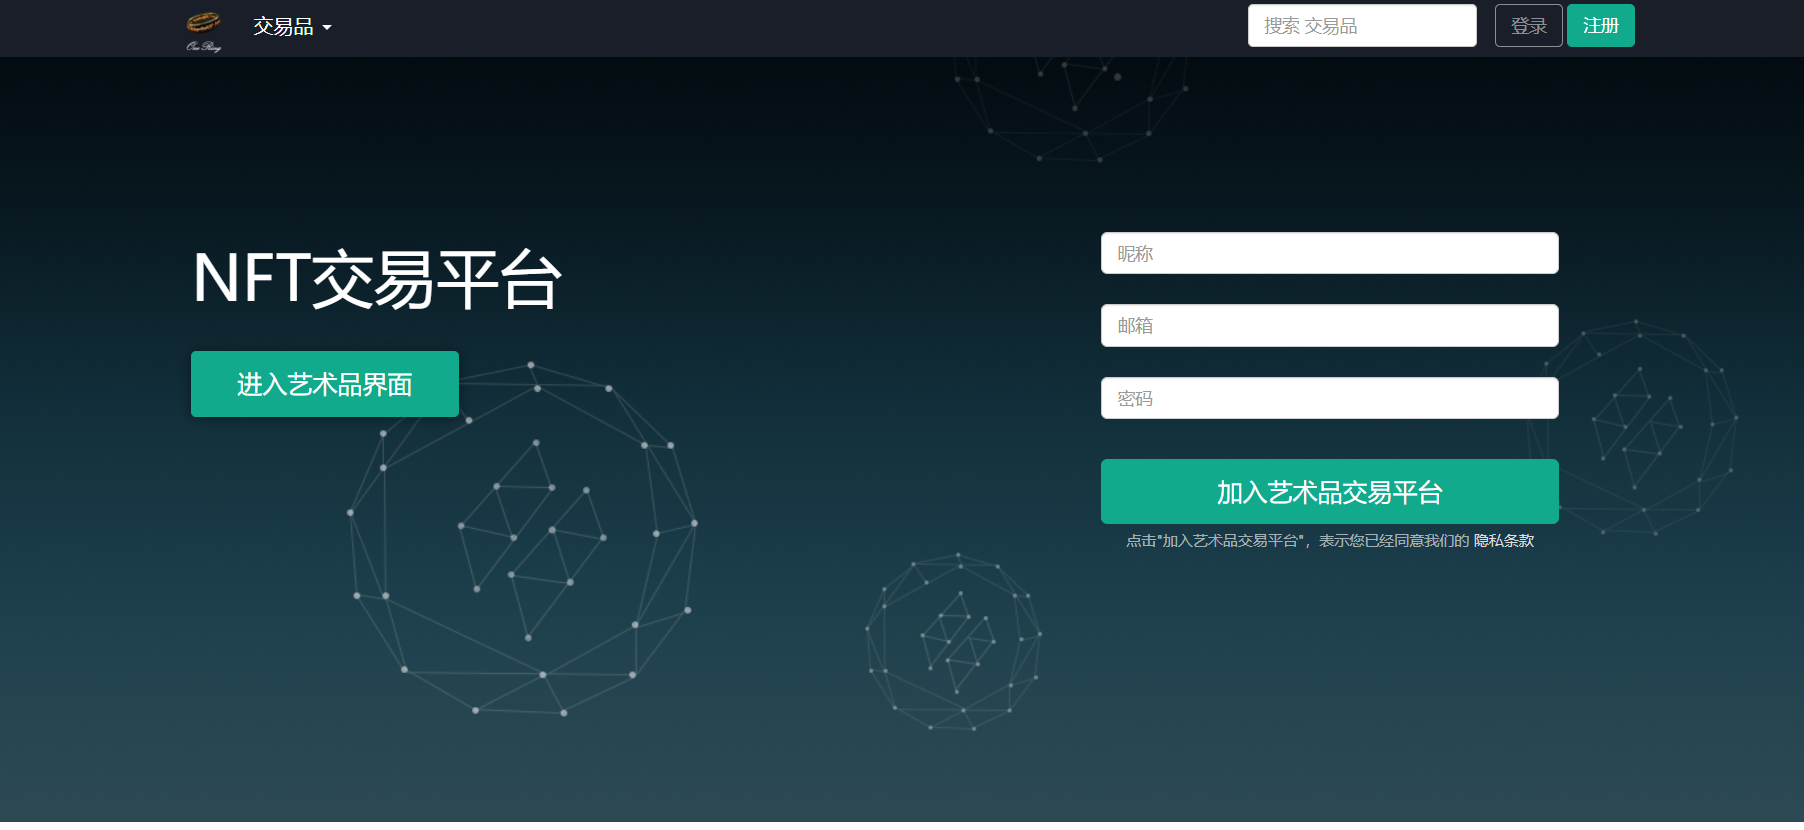 One Ring
交易品
搜索 交易品
登录
注册
NFT交易平台
进入艺术品界面
昵称
邮箱
密码
加入艺术品交易平台
点击"加入艺术品交易平台"，表示您已经同意我们的 隐私条款